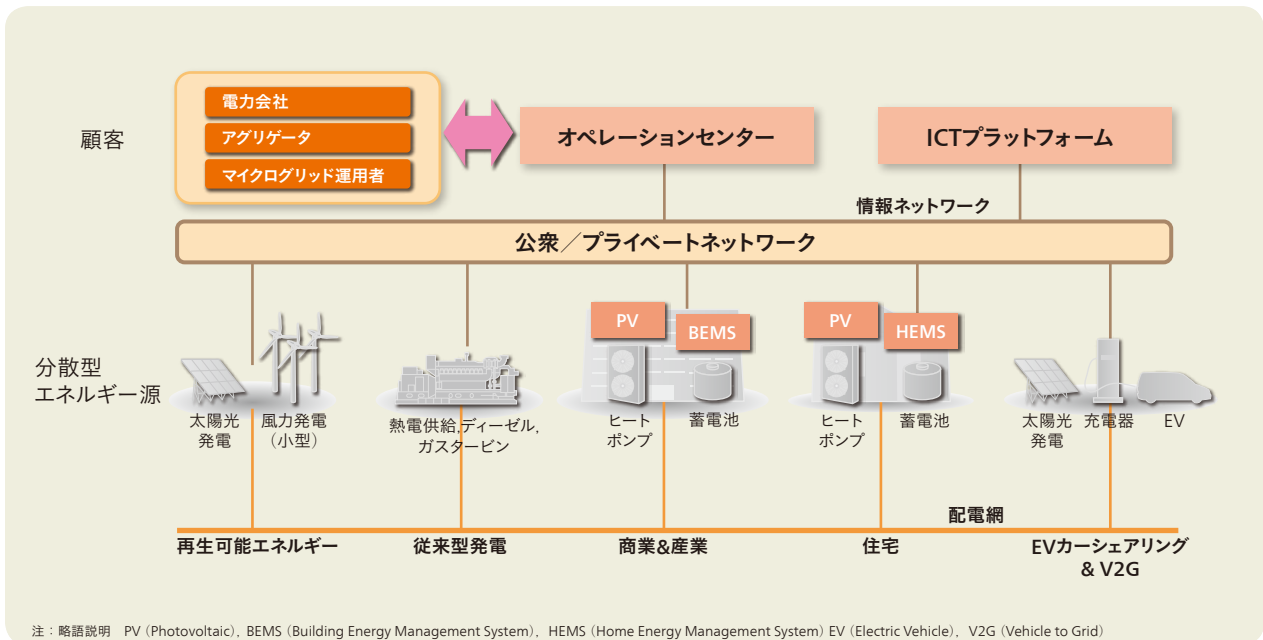 電力会社
アグリゲータ
マイクログリッド運用者
顧客
オペレーションセンター
ICTプラットフォーム
情報ネットワーク
公衆／プライベートネットワーク
分散型
エネルギー源
太陽光
発電
風力発電
（小型）
熱電供給,ディーゼル,
ガスタービン
PV
BEMS
ヒート
ポンプ
蓄電池
PV
HEMS
ヒート
ポンプ
蓄電池
太陽光
発電
充電器
EV
配電網
再生可能エネルギー
従来型発電
商業&産業
住宅
EVカーシェアリング
& V2G
注：略語説明　PV（Photovoltaic），BEMS（Building Energy Management System）， HEMS（Home Energy Management System）EV（Electric Vehicle）， V2G（Vehicle to Grid）